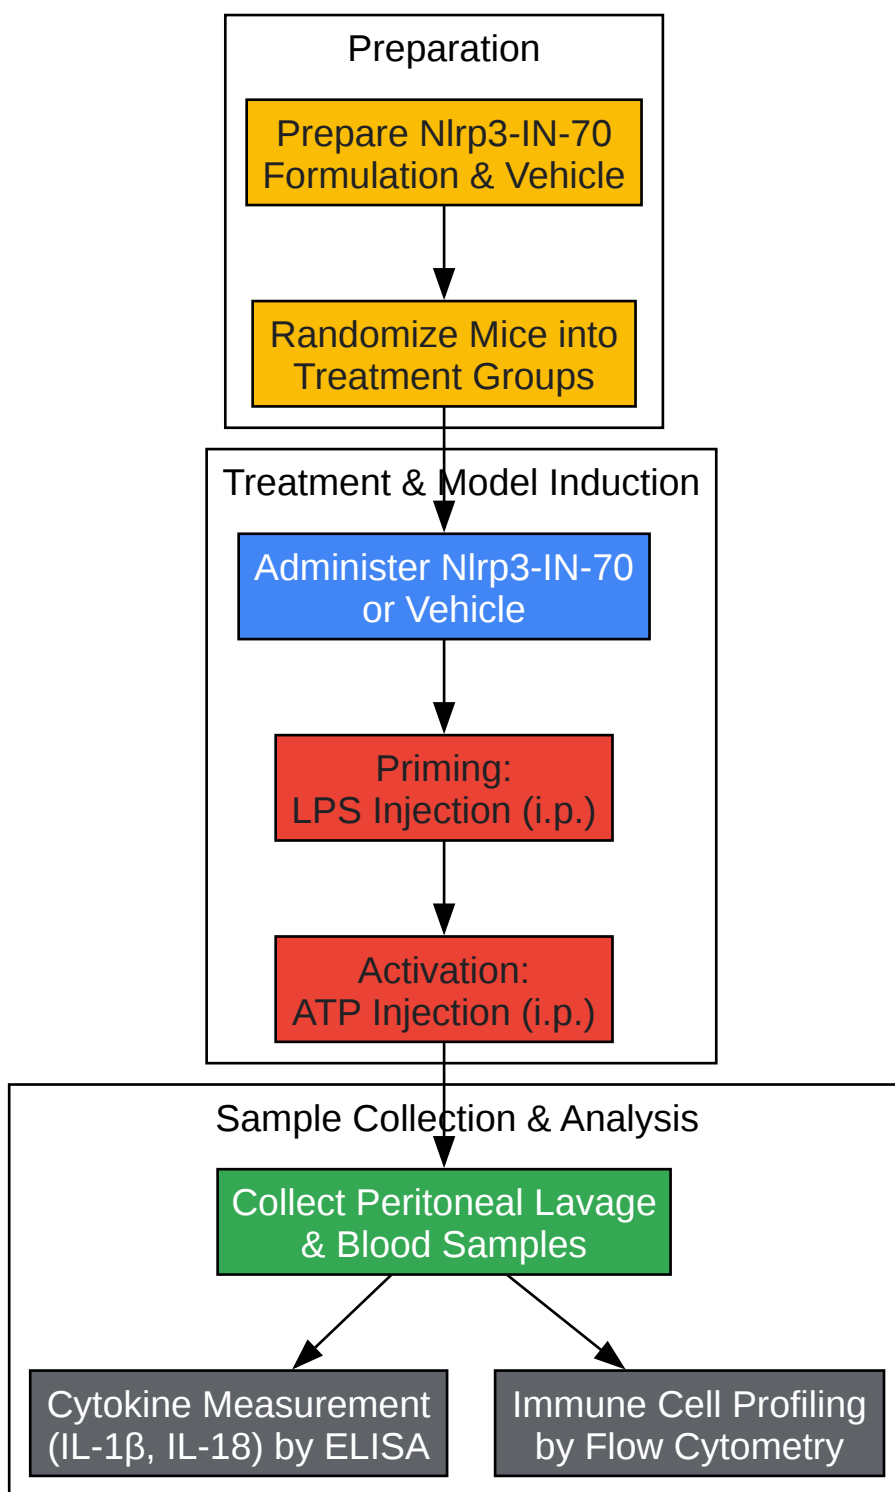 Preparation
Prepare Nlrp3-IN-70
Formulation & Vehicle
Randomize Mice into
Treatment Groups
Treatment & Model Induction
Administer Nlrp3-IN-70
or Vehicle
Priming:
LPS Injection (i.p.)
Activation:
ATP Injection (i.p.)
Sample Collection & Analysis
Collect Peritoneal Lavage
& Blood Samples
Cytokine Measurement
(IL-1β, IL-18) by ELISA
Immune Cell Profiling
by Flow Cytometry